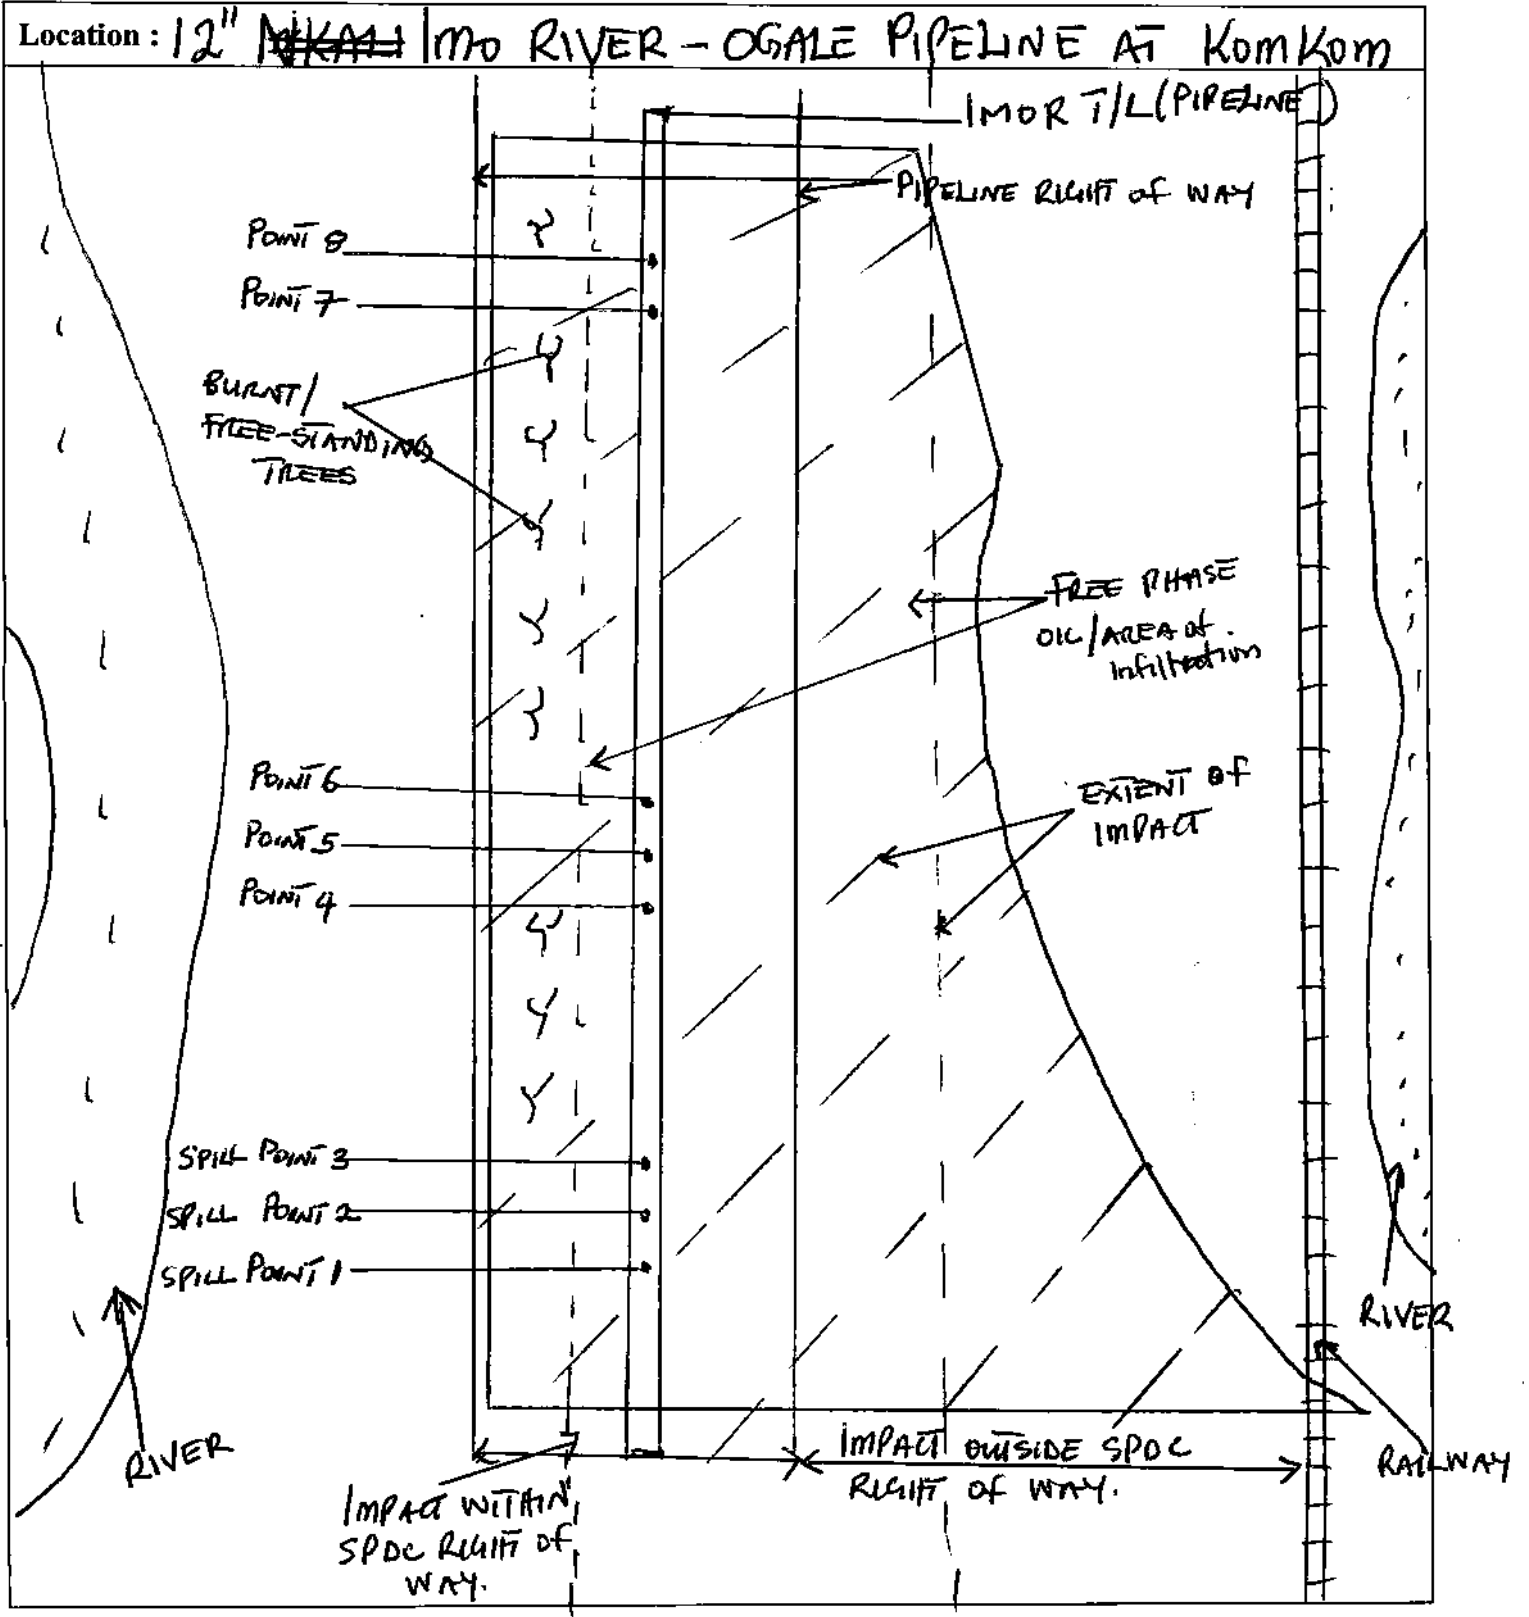 Location : 12" IMO RIVER - OGALE PIPELINE AT KOMKOM
IMOR T/L (PIPELINE)
PIPELINE RIGHT OF WAY
POINT 8
POINT 7
BURNT/
FREE-STANDING
TREES
FREE PHASE
OIL/AREA of
infiltration
POINT 6
POINT 5
POINT 4
EXTENT OF
IMPACT
SPILL POINT 3
SPILL POINT 2
SPILL POINT 1
RIVER
RIVER
RAILWAY
IMPACT OUTSIDE SPDC
RIGHT OF WAY.
IMPACT WITHIN
SPDC RIGHT OF
WAY.